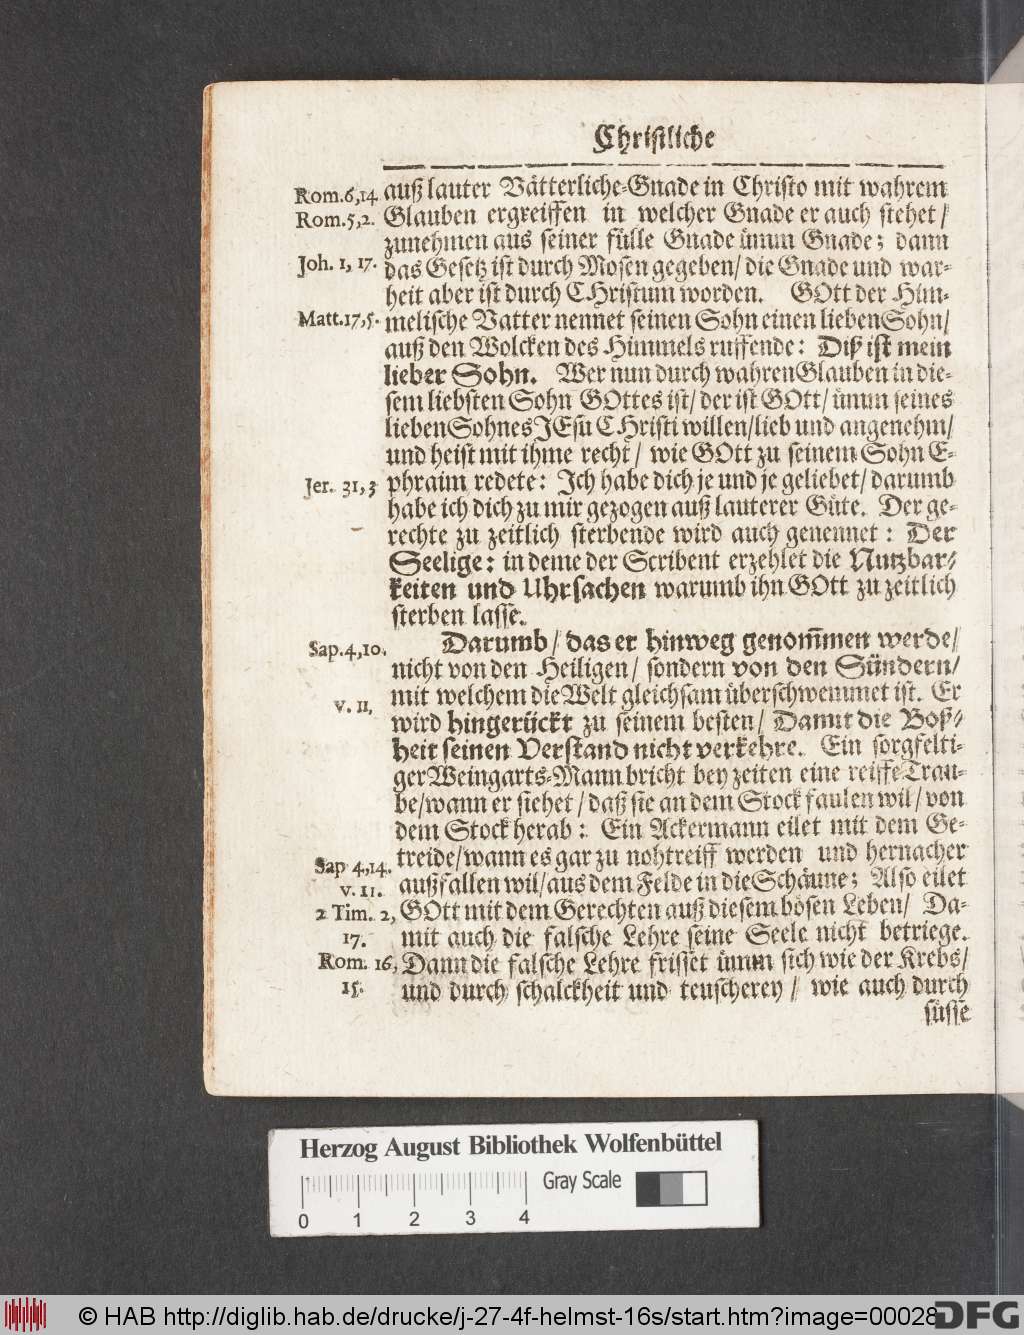 Christliche
Rom. 6, 14. auß lauter Vätterliche-Gnade in Christo mit wahrem
Rom. 5, 2. Glauben ergreiffen in welcher Gnade er auch stehet/
zunehmen aus seiner fülle Gnade ümm Gnade; dann
Joh. 1, 17. das Gesetz ist durch Mosen gegeben/ die Gnade und war-
heit aber ist durch CHristum worden. GOtt der Him-
Matt. 17, 5. melische Vatter nennet seinen Sohn einen lieben Sohn/
auß den Wolcken des Himmels ruffende: Diß ist mein
lieber Sohn. Wer nun durch wahren Glauben in die-
sem liebsten Sohn GOttes ist/ der ist GOtt/ ümm seines
lieben Sohnes JEsu CHristi willen/ lieb und angenehm/
und heist mit ihme recht/ wie GOtt zu seinem Sohn E-
Jer. 31, 3 phraim redete: Ich habe dich je und je geliebet/ darumb
habe ich dich zu mir gezogen auß lauterer Güte. Der ge-
rechte zu zeitlich sterbende wird auch genennet: Der
Seelige: in deme der Scribent erzehlet die Nutzbar-
keiten und Uhrsachen warumb ihn GOtt zu zeitlich
sterben lasse.
Sap. 4, 10. Darumb/ das er hinweg genom̃en werde/
nicht von den Heiligen/ sondern von den Sündern/
mit welchem die Welt gleichsam überschwemmet ist. Er
v. 11, wird hingerückt zu seinem besten/ Damit die Boß-
heit seinen Verstand nicht verkehre. Ein sorgfelti-
ger Weingarts-Mann bricht bey zeiten eine reiffe Trau-
be/ wann er siehet/ daß sie an dem Stock faulen wil/ von
dem Stock herab: Ein Ackermann eilet mit dem Ge-
Sap 4, 14. treide/ wann es gar zu nohtreiff werden und hernacher
v. 11. außfallen wil/ aus dem Felde in die Schäune; Also eilet
2 Tim. 2, GOtt mit dem Gerechten auß diesem bösen Leben/ Da-
17. mit auch die falsche Lehre seine Seele nicht betriege.
Rom. 16, Dann die falsche Lehre frisset ümm sich wie der Krebs/
15. und durch schalckheit und teuscherey/ wie auch durch
süsse
Herzog August Bibliothek Wolfenbüttel
Gray Scale
0 1 2 3 4
© HAB http://diglib.hab.de/drucke/j-27-4f-helmst-16s/start.htm?image=00028
DFG